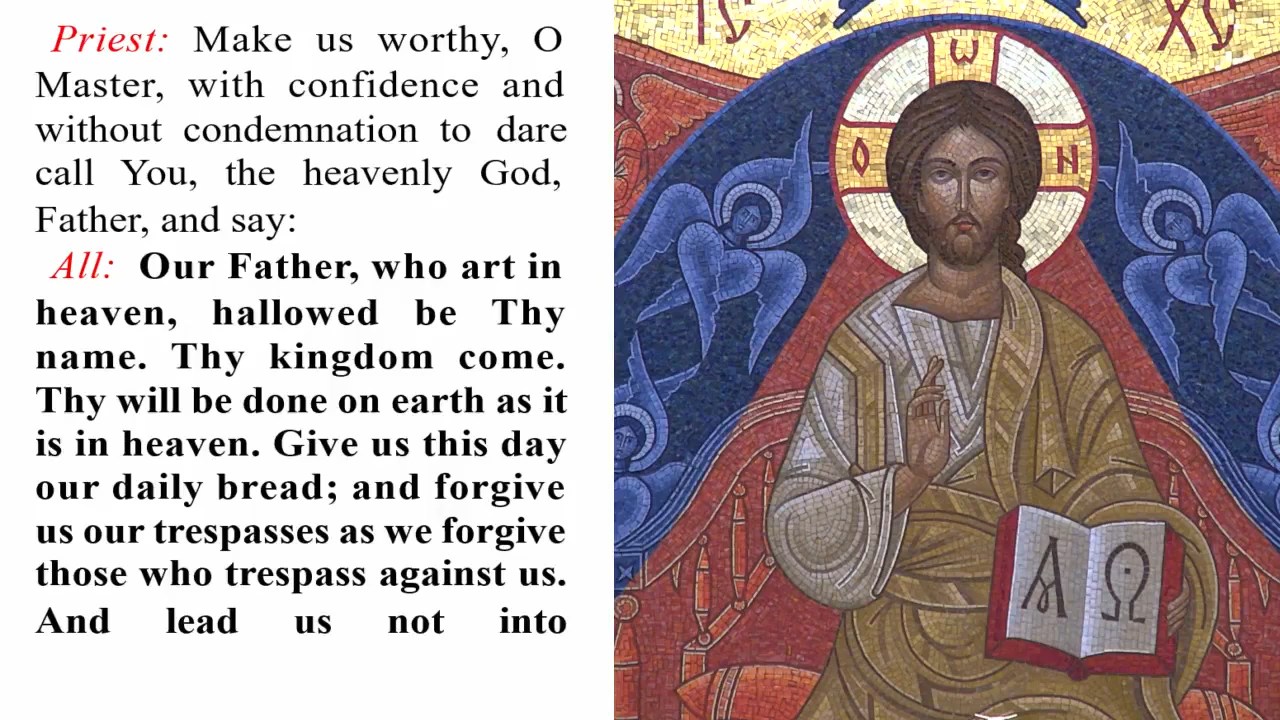 Priest: Make us worthy, O
Master, with confidence and
without condemnation to dare
call You, the heavenly God,
Father, and say:
All: Our Father, who art in
heaven, hallowed be Thy
name. Thy kingdom come.
Thy will be done on earth as it
is in heaven. Give us this day
our daily bread; and forgive
us our trespasses as we forgive
those who trespass against us.
And lead us not into
IC XC
Ο Ѡ Ν
Α Ω